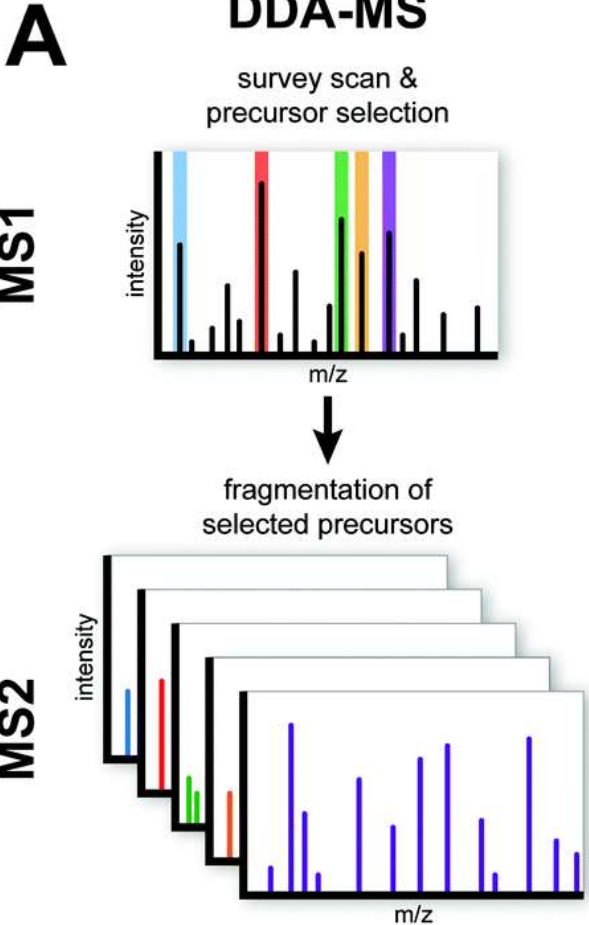 A
DDA-MS
survey scan &
precursor selection
MS1
intensity
m/z
fragmentation of
selected precursors
MS2
intensity
m/z